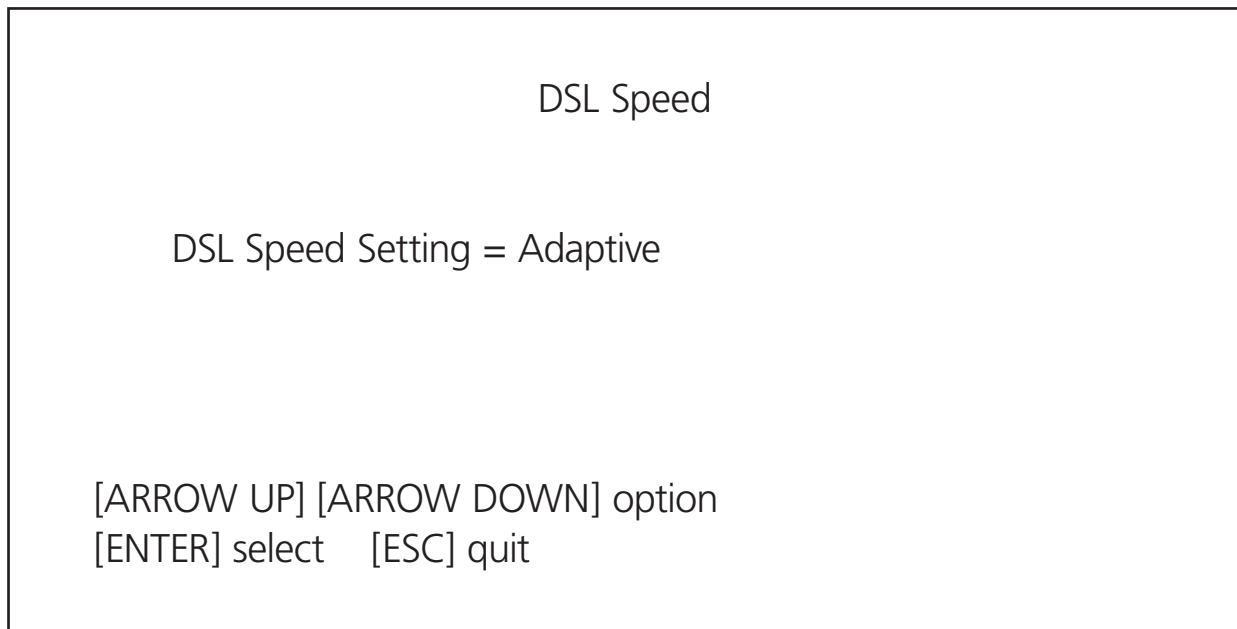 DSL Speed
DSL Speed Setting = Adaptive
[ARROW UP] [ARROW DOWN] option
[ENTER] select [ESC] quit